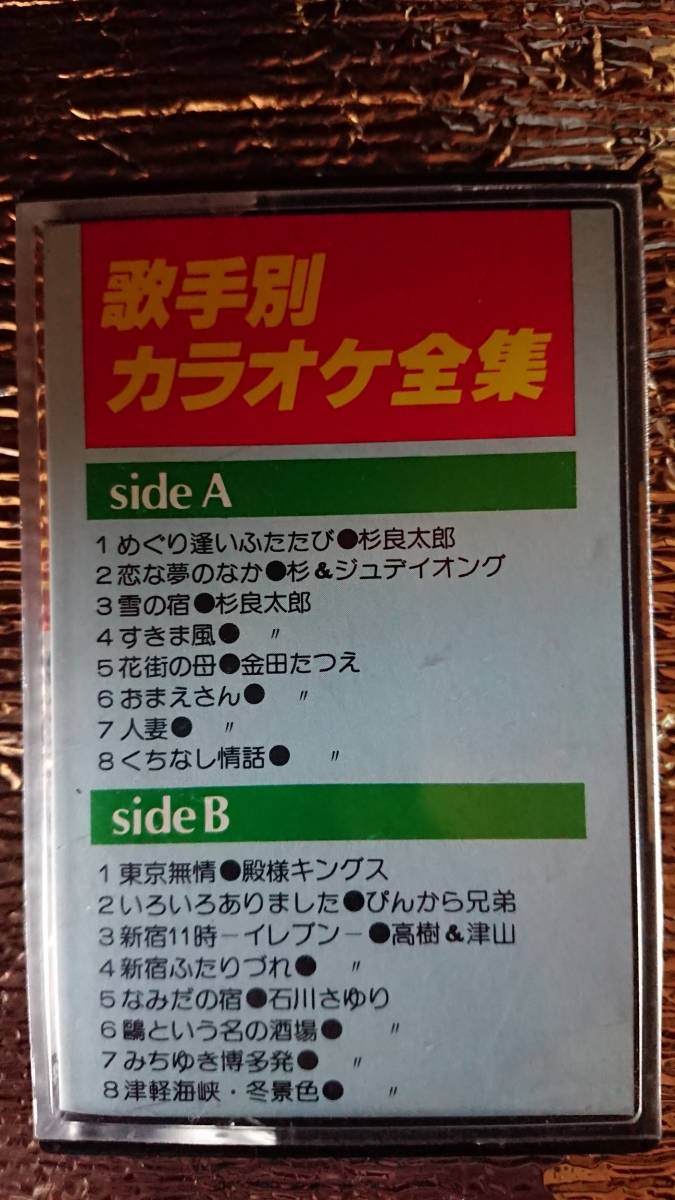 歌手別
カラオケ全集
side A
1 めぐり逢いふたたび●杉良太郎
2 恋な夢のなか●杉&ジュデイオング
3 雪の宿●杉良太郎
4 すきま風● 〃
5 花街の母●金田たつえ
6 おまえさん● 〃
7 人妻● 〃
8 くちなし情話● 〃
side B
1 東京無情●殿様キングス
2 いろいろありました●ぴんから兄弟
3 新宿11時－イレブン－●高樹&津山
4 新宿ふたりづれ● 〃
5 なみだの宿●石川さゆり
6 鷗という名の酒場● 〃
7 みちゆき博多発● 〃
8 津軽海峡・冬景色● 〃